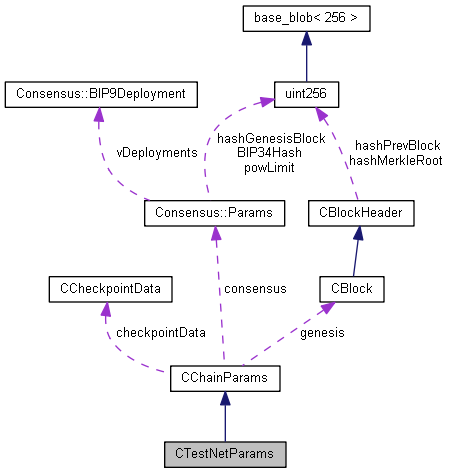 base_blob< 256 >
Consensus::BIP9Deployment
uint256
vDeployments
hashGenesisBlock
BIP34Hash
powLimit
hashPrevBlock
hashMerkleRoot
Consensus::Params
CBlockHeader
CCheckpointData
consensus
CBlock
checkpointData
genesis
CChainParams
CTestNetParams